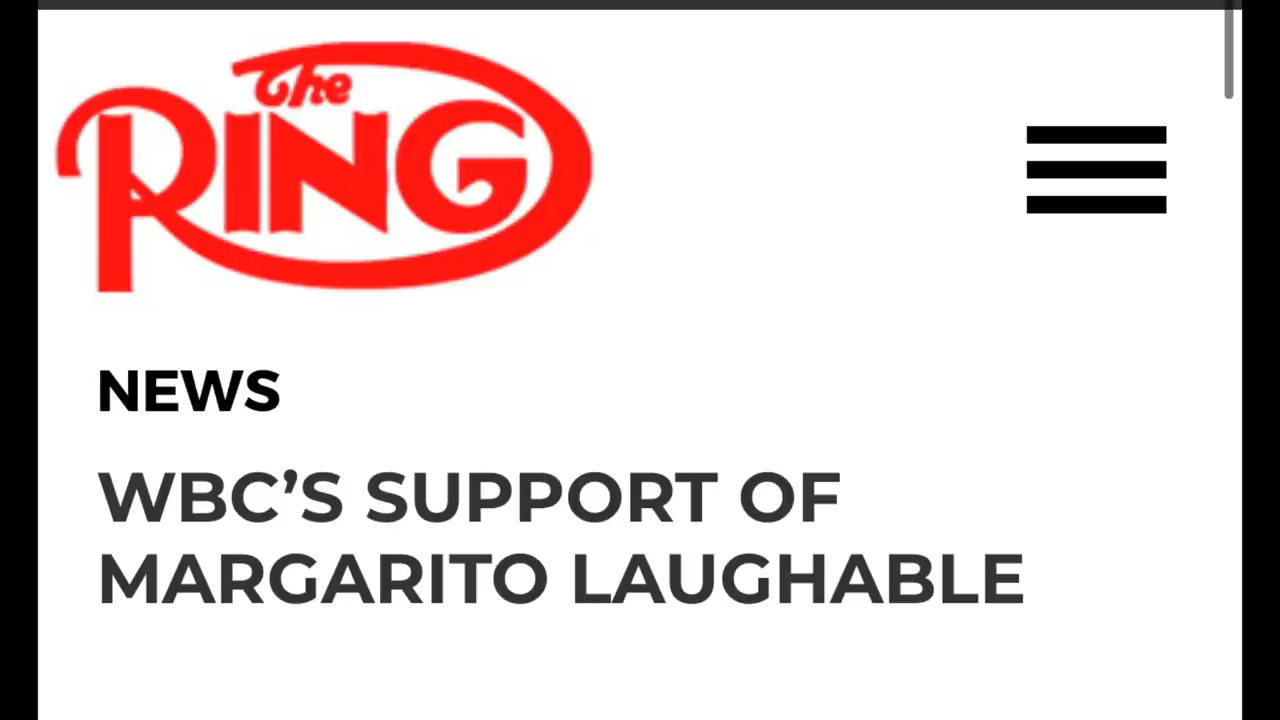 The
RING
NEWS
WBC’S SUPPORT OF
MARGARITO LAUGHABLE